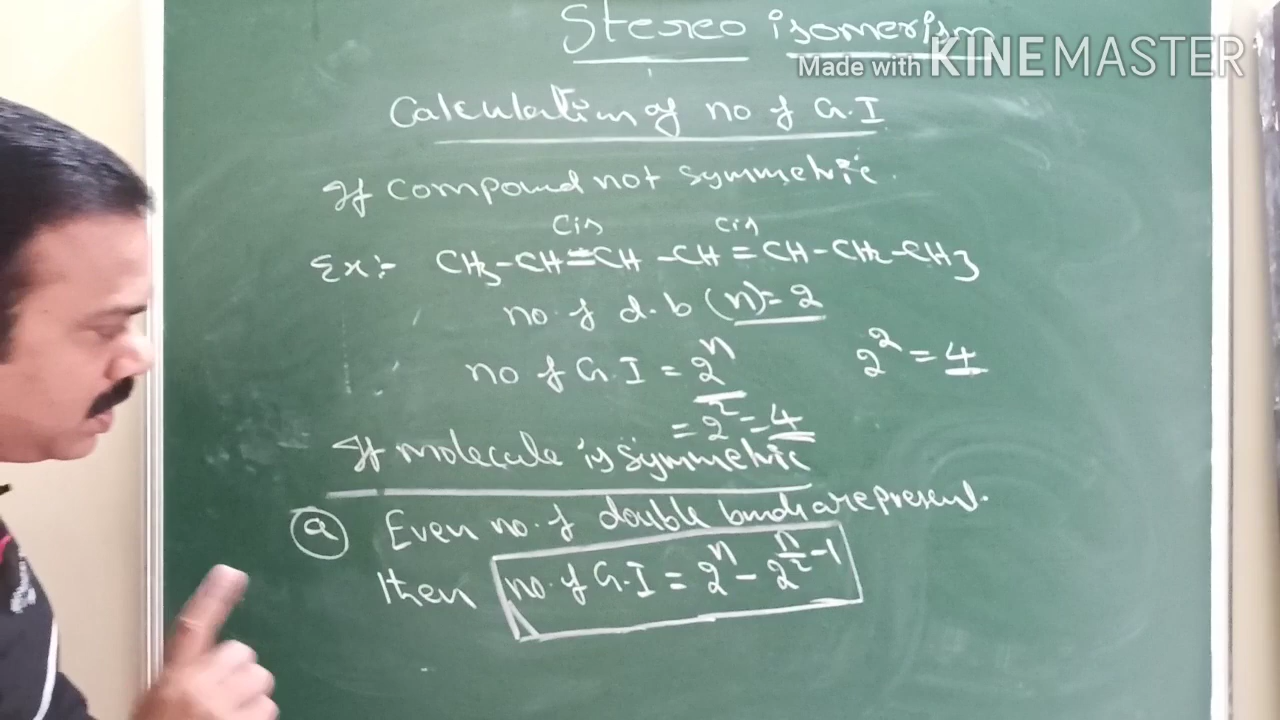 Stereo isomerism
Made with KINEMASTER
Calculation of no of G.I
If compound not symmetric.
cis cis
Ex:- CH3-CH=CH-CH=CH-CH2-CH3
no. of d.b (n)=2
no of G.I = 2^n 2^2 = 4
= 2^2 = 4
If molecule is symmetric
(a) Even no. of double bonds are present.
then no. of G.I = 2^n - 2^(n/2 - 1)